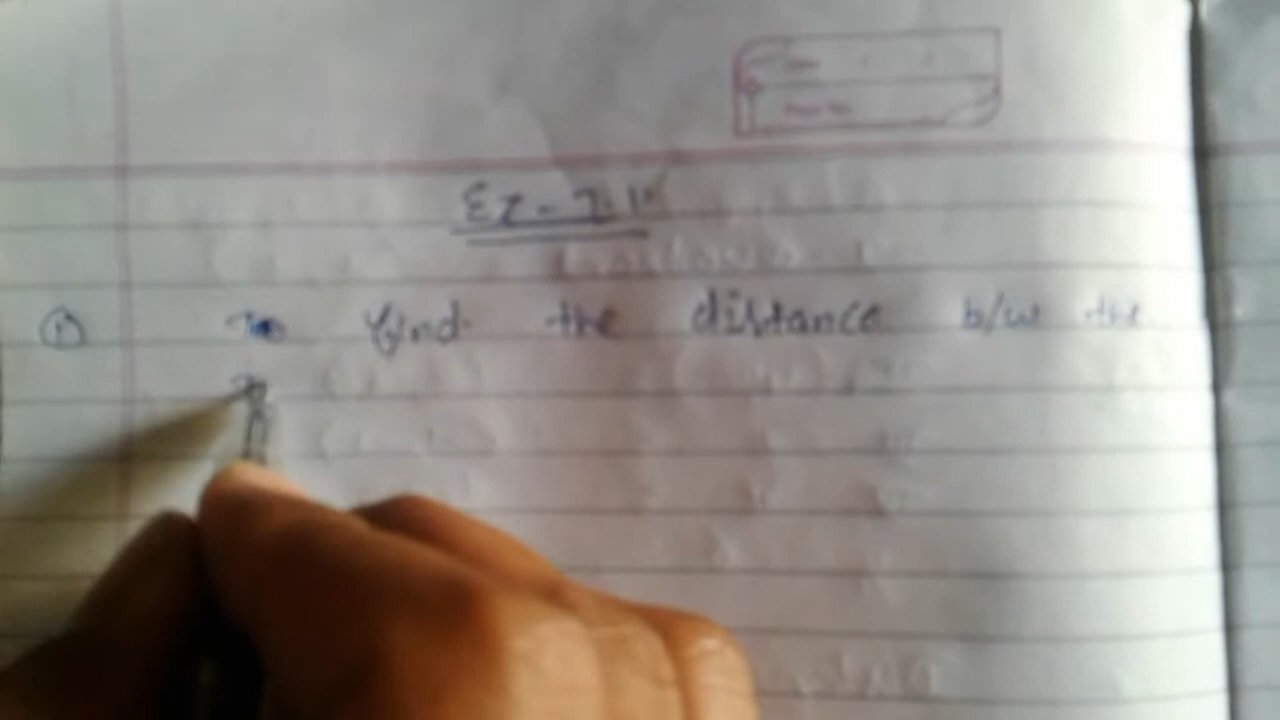 Ex - 7.1
① To find the distance b/w the